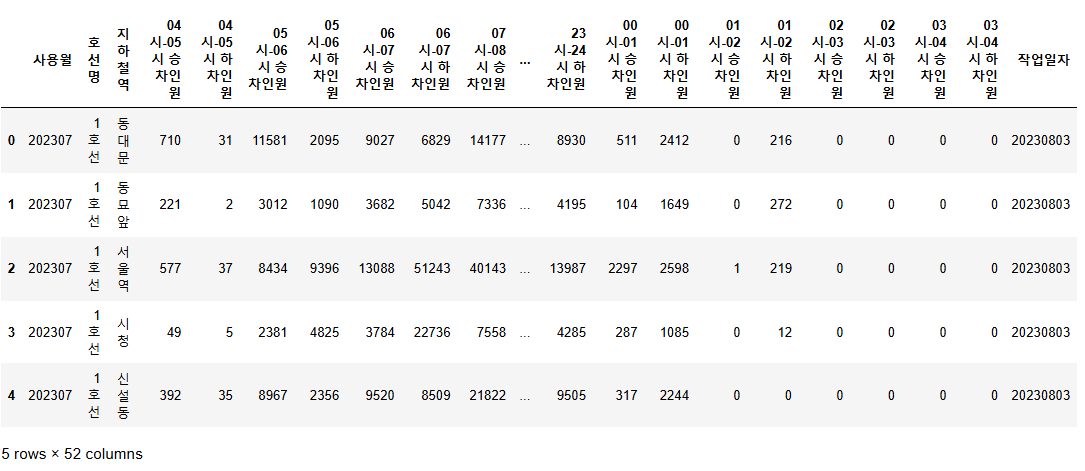 사용월 호선명 지하철역 04시-05시 승차인원 04시-05시 하차인원 05시-06시 승차인원 05시-06시 하차인원 06시-07시 승차인원 06시-07시 하차인원 07시-08시 승차인원 ... 23시-24시 하차인원 00시-01시 승차인원 00시-01시 하차인원 01시-02시 승차인원 01시-02시 하차인원 02시-03시 승차인원 02시-03시 하차인원 03시-04시 승차인원 03시-04시 하차인원 작업일자
0 202307 1호선 동대문 710 31 11581 2095 9027 6829 14177 ... 8930 511 2412 0 216 0 0 0 0 20230803
1 202307 1호선 동묘앞 221 2 3012 1090 3682 5042 7336 ... 4195 104 1649 0 272 0 0 0 0 20230803
2 202307 1호선 서울역 577 37 8434 9396 13088 51243 40143 ... 13987 2297 2598 1 219 0 0 0 0 20230803
3 202307 1호선 시청 49 5 2381 4825 3784 22736 7558 ... 4285 287 1085 0 12 0 0 0 0 20230803
4 202307 1호선 신설동 392 35 8967 2356 9520 8509 21822 ... 9505 317 2244 0 0 0 0 0 0 20230803
5 rows × 52 columns